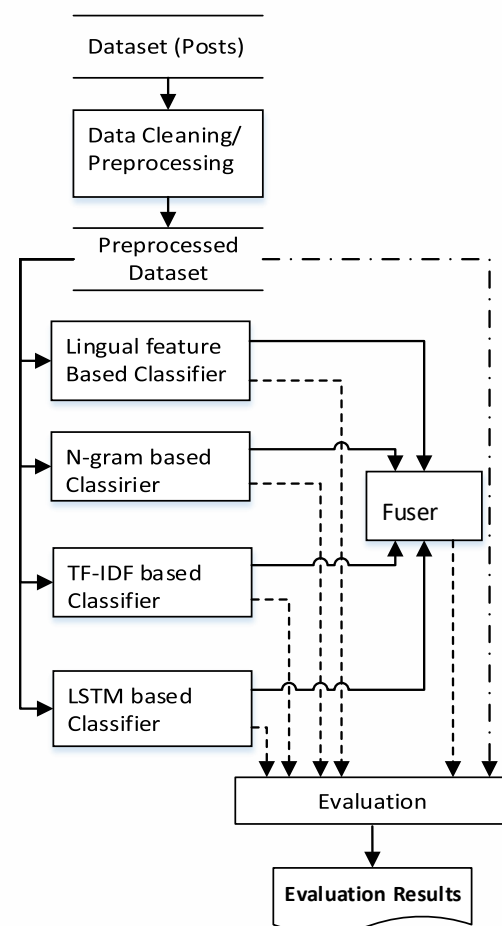 Dataset (Posts)
Data Cleaning/
Preprocessing
Preprocessed
Dataset
Lingual feature
Based Classifier
N-gram based
Classirier
Fuser
TF-IDF based
Classifier
LSTM based
Classifier
Evaluation
Evaluation Results